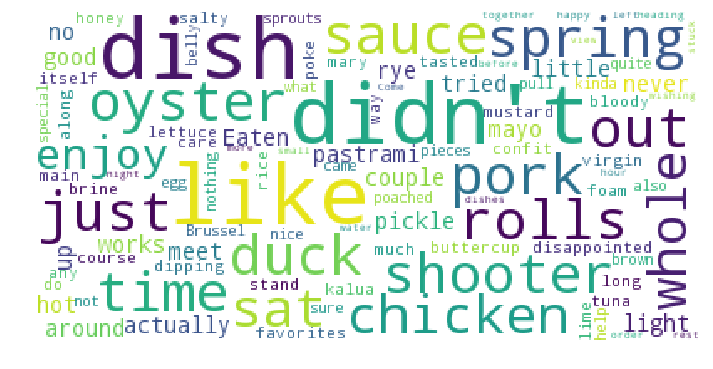 honey salty sprouts together happy leftheading
no good itself dish belly poke sauce spring
mary rye tasted before little quite stuck
special along oyster what didn't way tried pull kinda never vies wishing
lettuce care Eaten mustard bloody out
enjoy main brine egg nothing more small rice pastrami came pieces mayo confit virgin whole
just night like couple poached pork foam hour also
up works Brussel nice water pickle dishes rolls
course meet duck much buttercup disappointed
any do dipping stand kalua shooter brown long
time sat sure chicken tuna
hot not around actually favorites lime help light order rest
Come